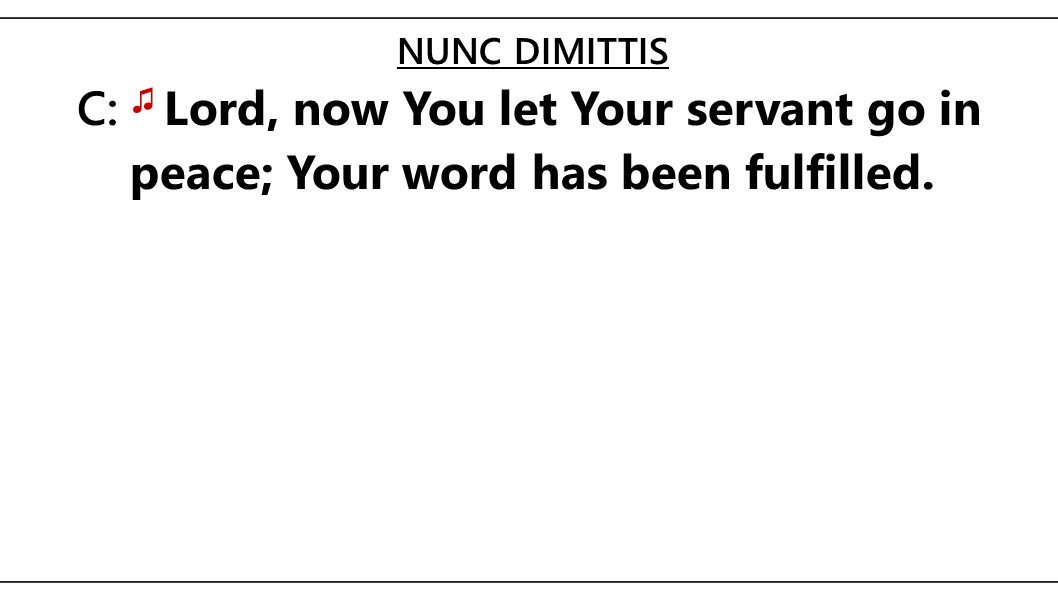 NUNC DIMITTIS
C: ♫ Lord, now You let Your servant go in
peace; Your word has been fulfilled.